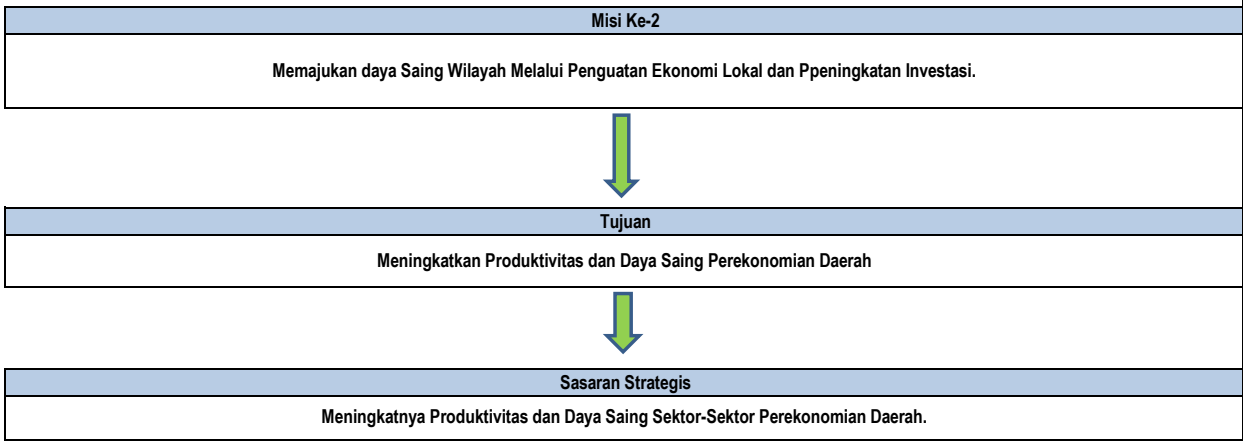 Misi Ke-2
Memajukan daya Saing Wilayah Melalui Penguatan Ekonomi Lokal dan Ppeningkatan Investasi.
Tujuan
Meningkatkan Produktivitas dan Daya Saing Perekonomian Daerah
Sasaran Strategis
Meningkatnya Produktivitas dan Daya Saing Sektor-Sektor Perekonomian Daerah.